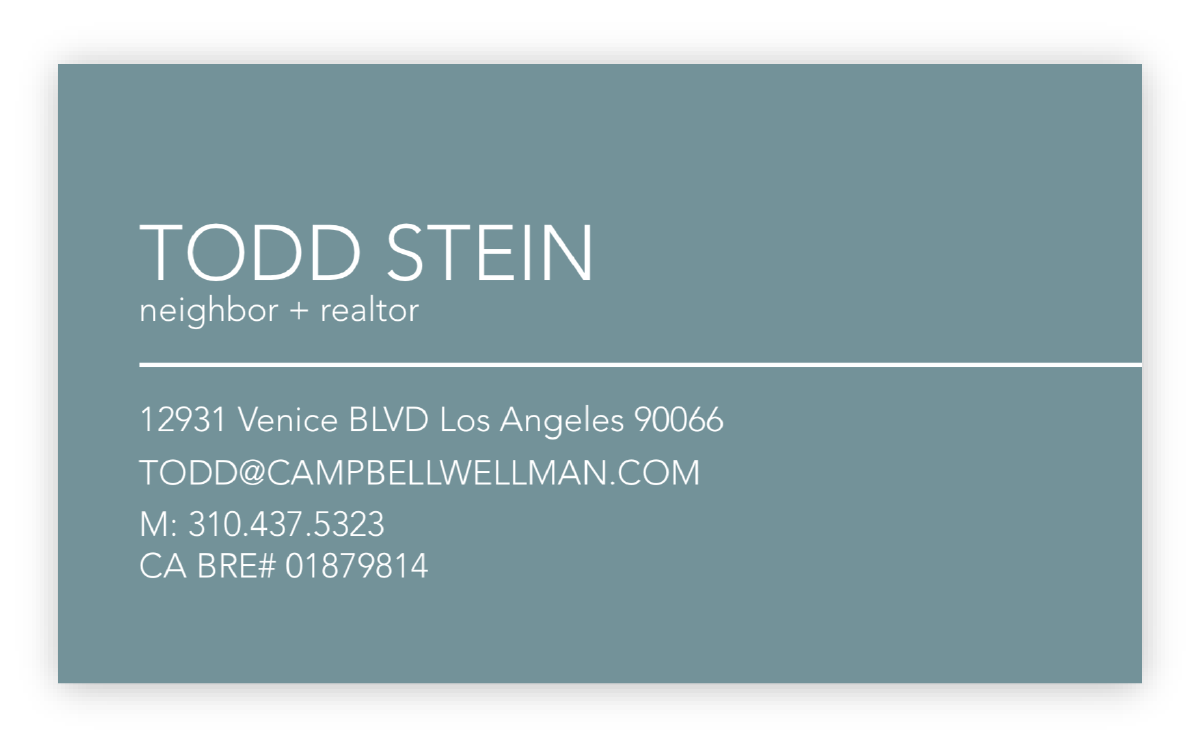 TODD STEIN
neighbor + realtor
12931 Venice BLVD Los Angeles 90066
TODD@CAMPBELLWELLMAN.COM
M: 310.437.5323
CA BRE# 01879814